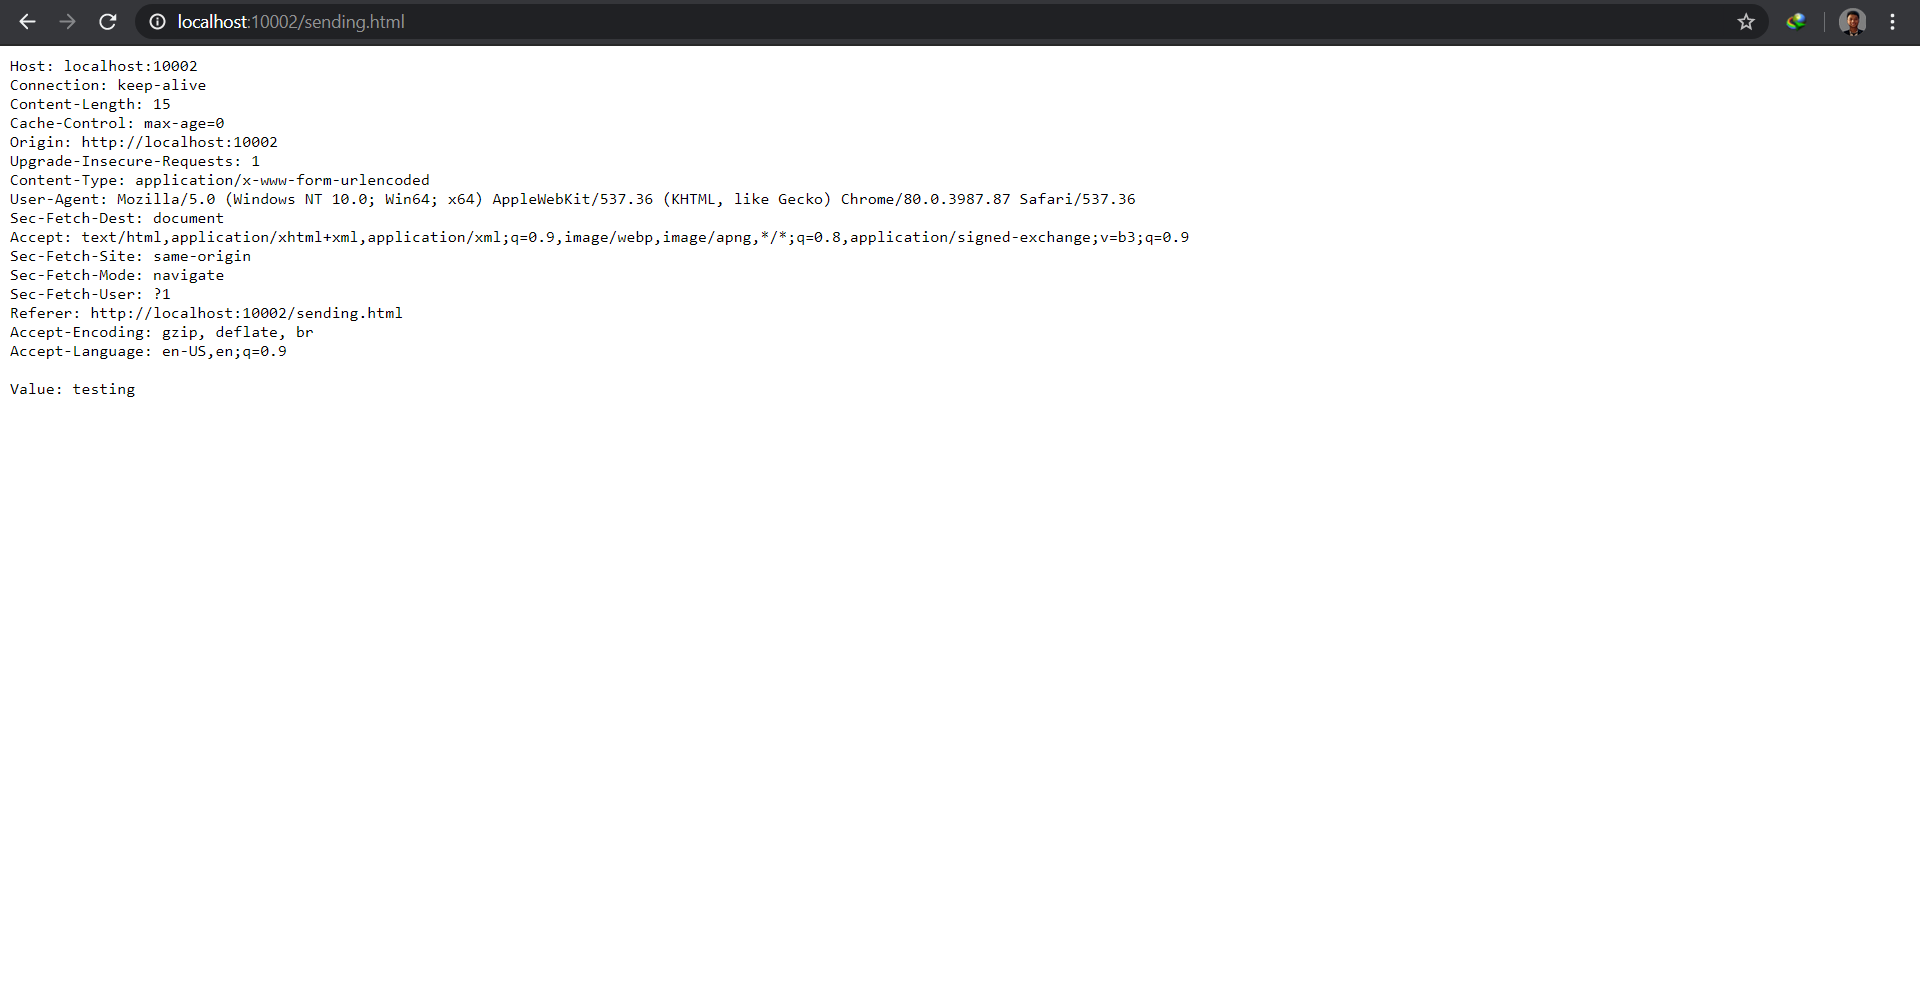 localhost:10002/sending.html
Host: localhost:10002
Connection: keep-alive
Content-Length: 15
Cache-Control: max-age=0
Origin: http://localhost:10002
Upgrade-Insecure-Requests: 1
Content-Type: application/x-www-form-urlencoded
User-Agent: Mozilla/5.0 (Windows NT 10.0; Win64; x64) AppleWebKit/537.36 (KHTML, like Gecko) Chrome/80.0.3987.87 Safari/537.36
Sec-Fetch-Dest: document
Accept: text/html,application/xhtml+xml,application/xml;q=0.9,image/webp,image/apng,*/*;q=0.8,application/signed-exchange;v=b3;q=0.9
Sec-Fetch-Site: same-origin
Sec-Fetch-Mode: navigate
Sec-Fetch-User: ?1
Referer: http://localhost:10002/sending.html
Accept-Encoding: gzip, deflate, br
Accept-Language: en-US,en;q=0.9
Value: testing